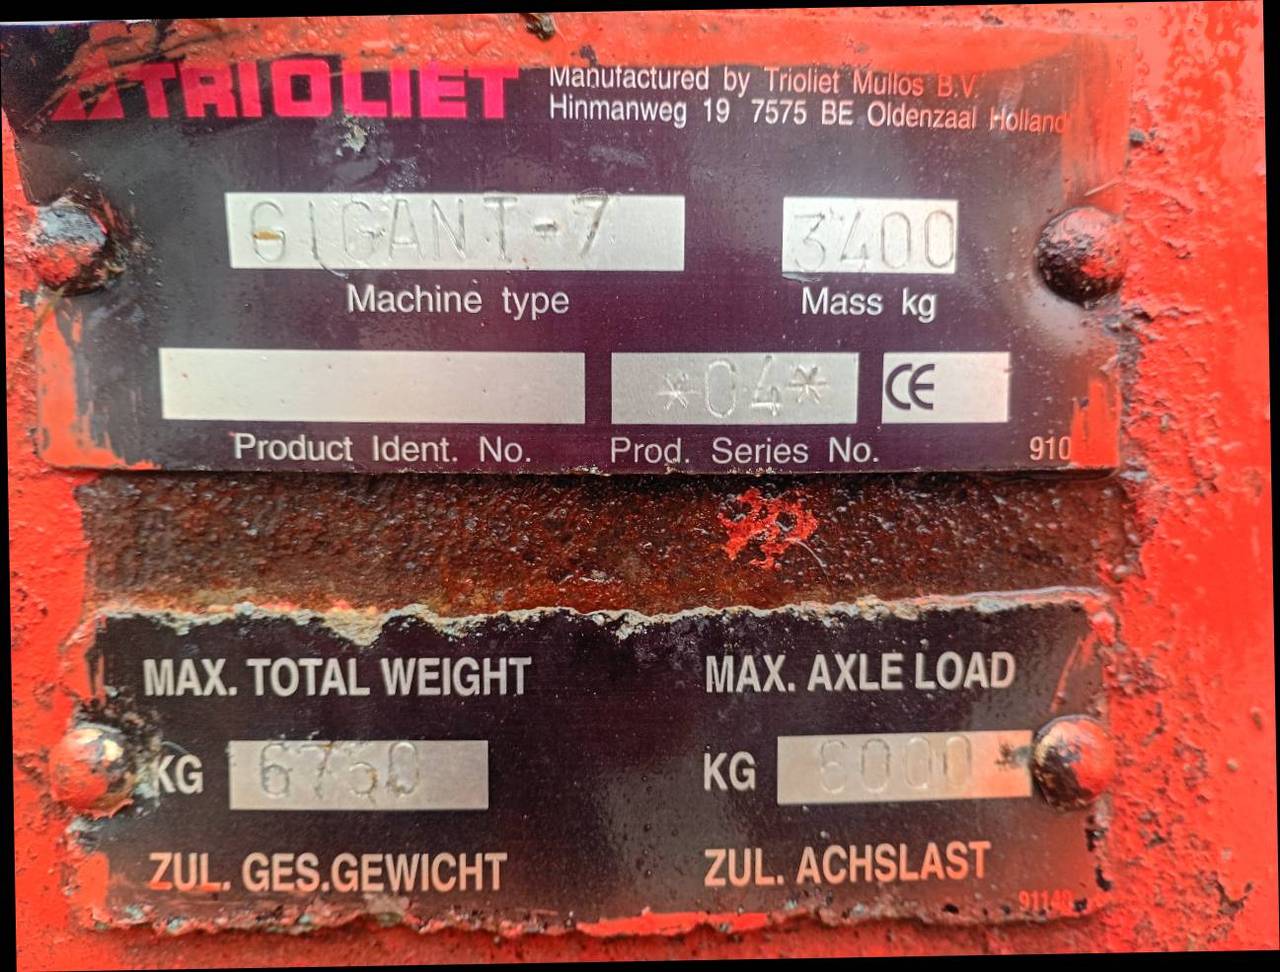 TRIOLIET
Manufactured by Trioliet Mullos B.V.
Hinmanweg 19 7575 BE Oldenzaal Holland
GIGANT-7 3400
Machine type Mass kg
*04* CE
Product Ident. No. Prod. Series No. 910
MAX. TOTAL WEIGHT MAX. AXLE LOAD
KG 6750 KG 6000
ZUL. GES.GEWICHT ZUL. ACHSLAST